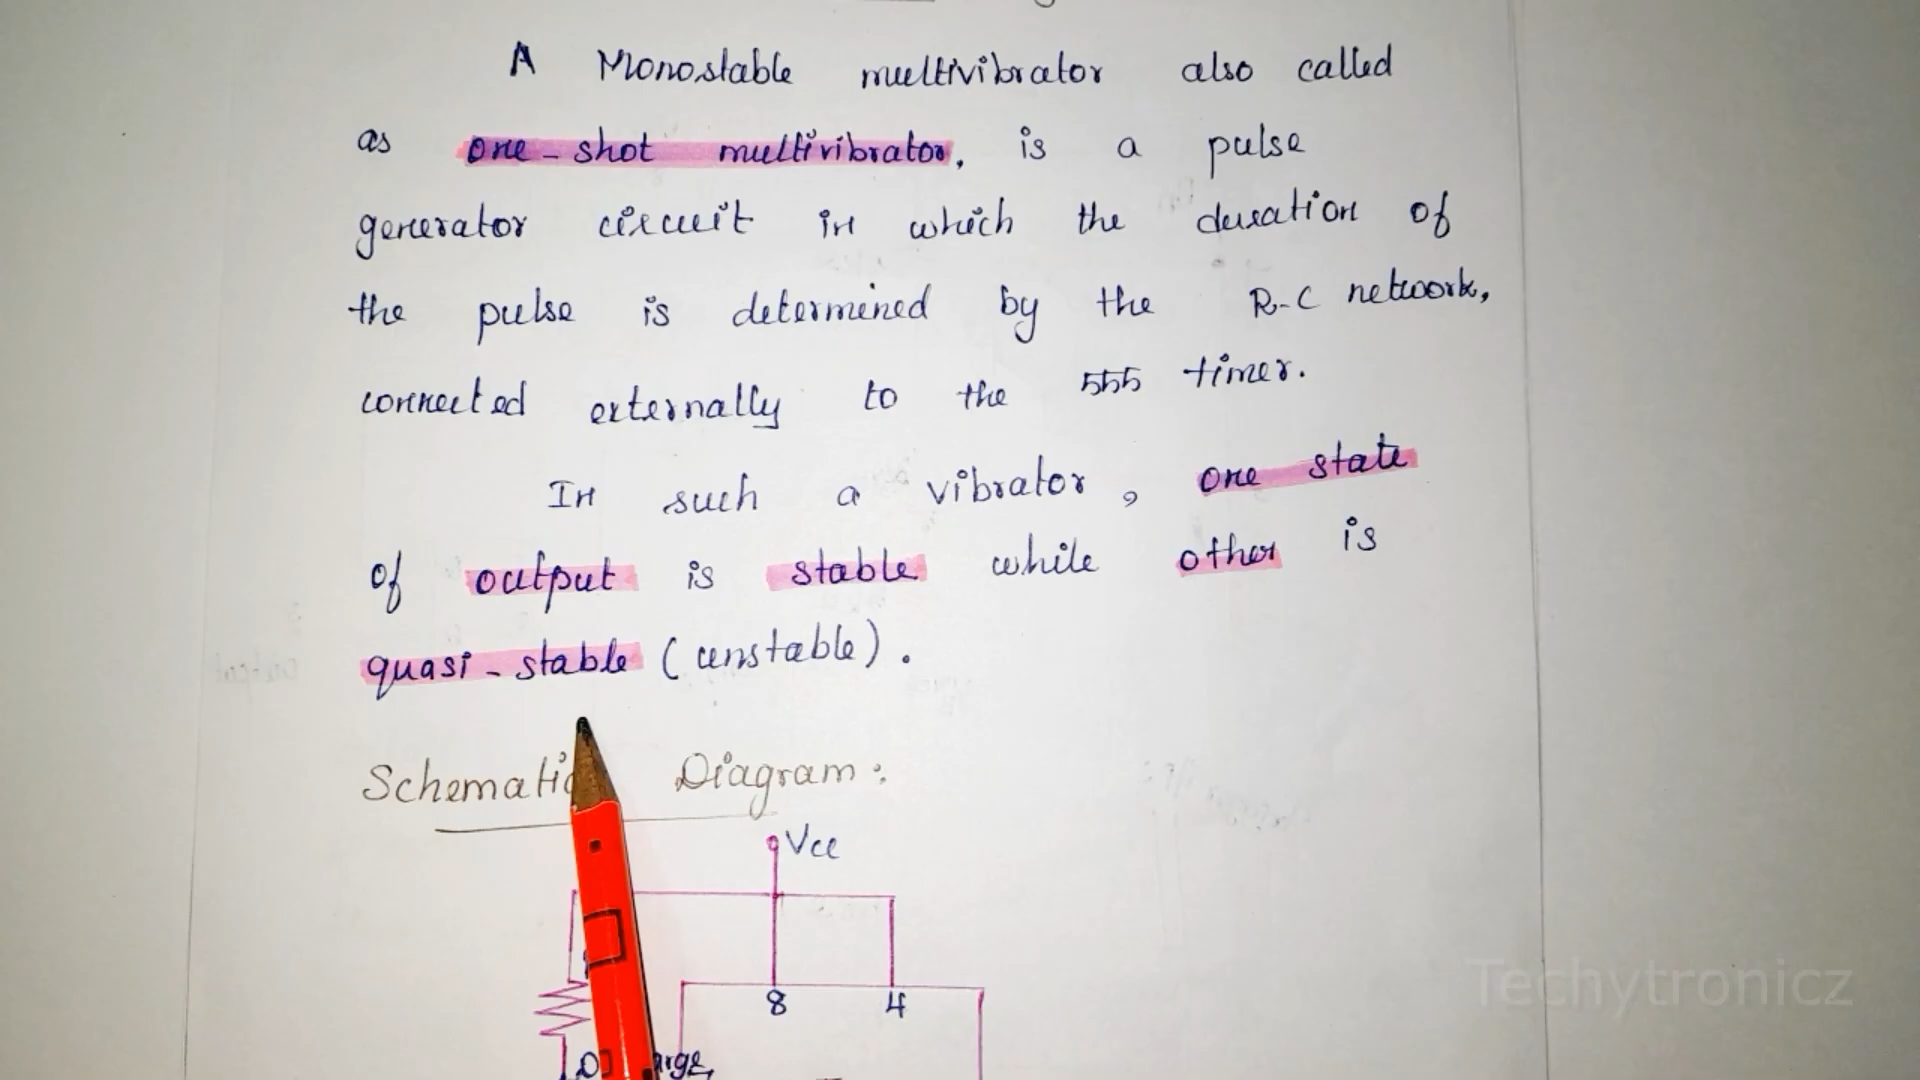 A Monostable multivibrator also called
as one-shot multivibrator, is a pulse
generator circuit in which the duration of
the pulse is determined by the R-C network,
connected externally to the 555 timer.
In such a vibrator, one state
of output is stable while other is
quasi-stable (unstable).
Schematic Diagram:
Vcc
8 4
Techytronicz